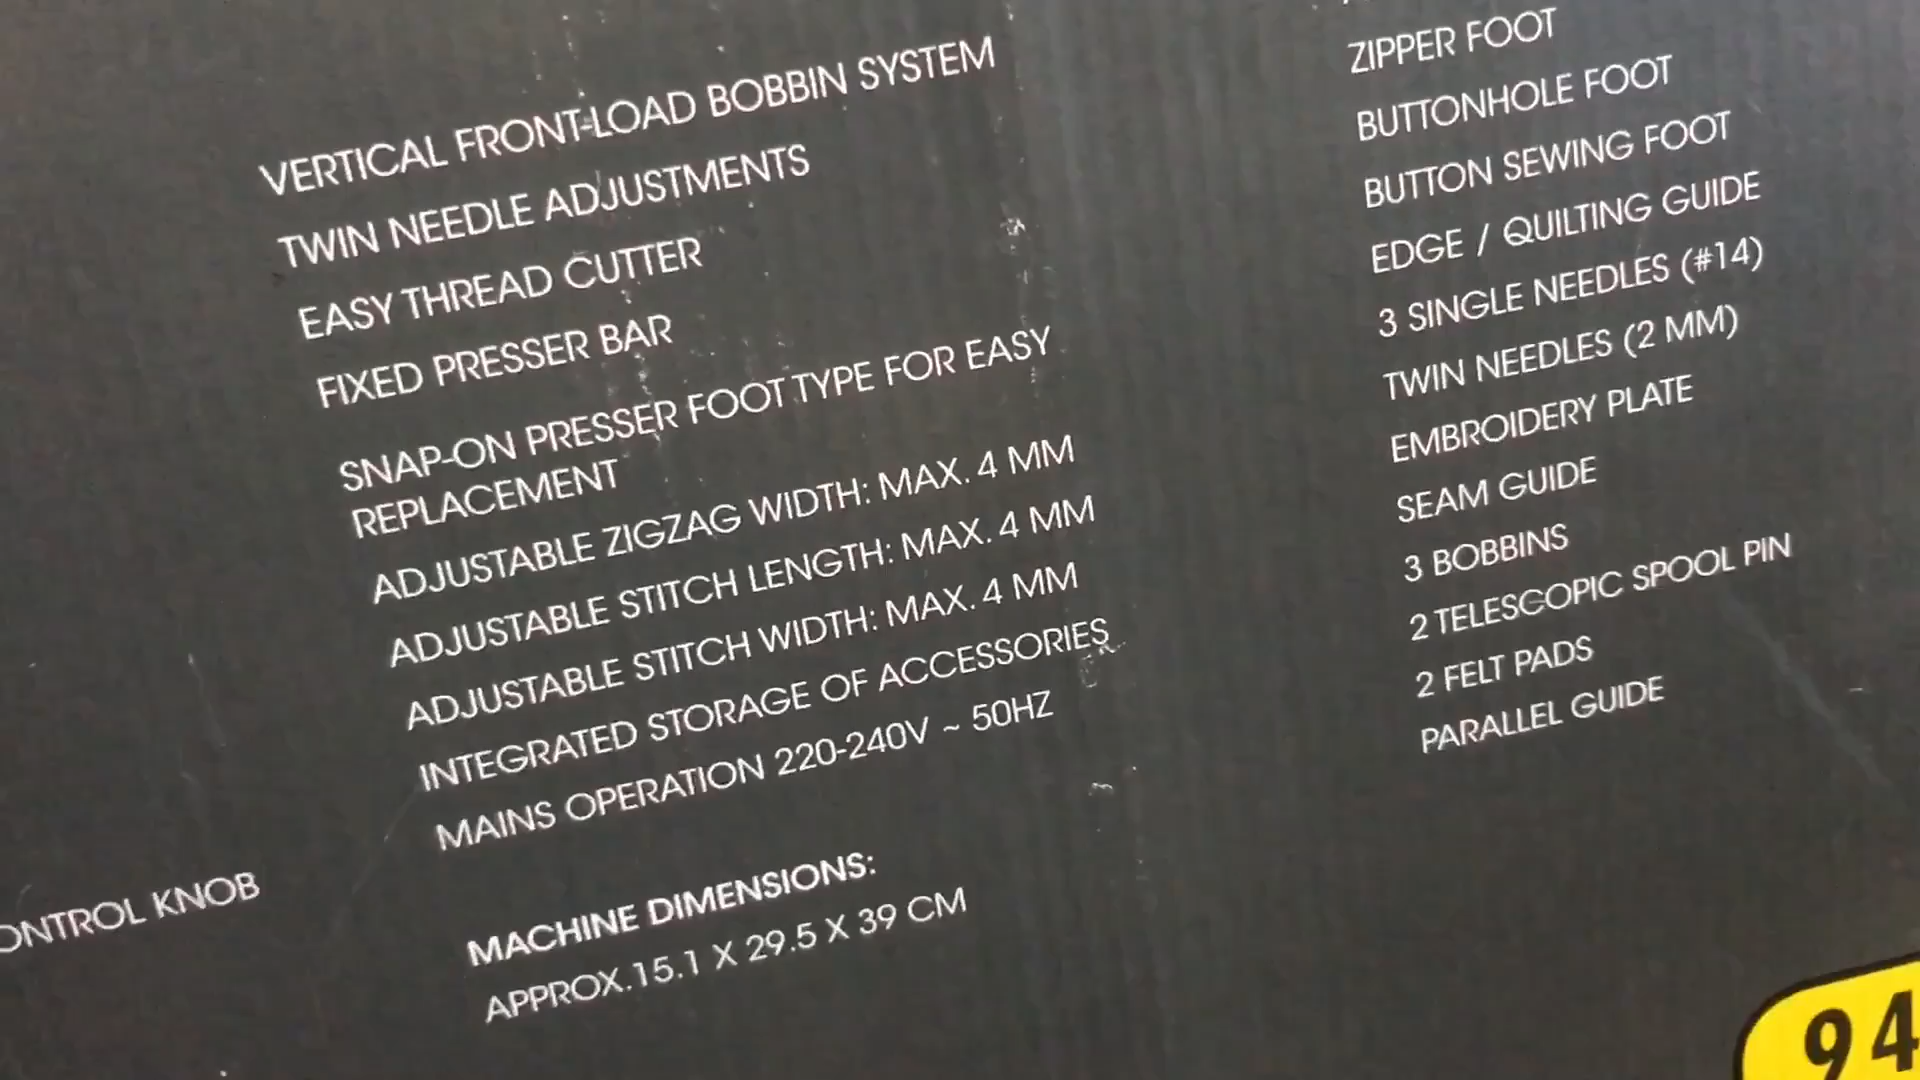 VERTICAL FRONT-LOAD BOBBIN SYSTEM
TWIN NEEDLE ADJUSTMENTS
EASY THREAD CUTTER
FIXED PRESSER BAR
SNAP-ON PRESSER FOOT TYPE FOR EASY
REPLACEMENT
ADJUSTABLE ZIGZAG WIDTH: MAX. 4 MM
ADJUSTABLE STITCH LENGTH: MAX. 4 MM
ADJUSTABLE STITCH WIDTH: MAX. 4 MM
INTEGRATED STORAGE OF ACCESSORIES
MAINS OPERATION 220-240V ~ 50HZ
MACHINE DIMENSIONS:
APPROX.15.1 X 29.5 X 39 CM
ONTROL KNOB
ZIPPER FOOT
BUTTONHOLE FOOT
BUTTON SEWING FOOT
EDGE / QUILTING GUIDE
3 SINGLE NEEDLES (#14)
TWIN NEEDLES (2 MM)
EMBROIDERY PLATE
SEAM GUIDE
3 BOBBINS
2 TELESCOPIC SPOOL PIN
2 FELT PADS
PARALLEL GUIDE
94